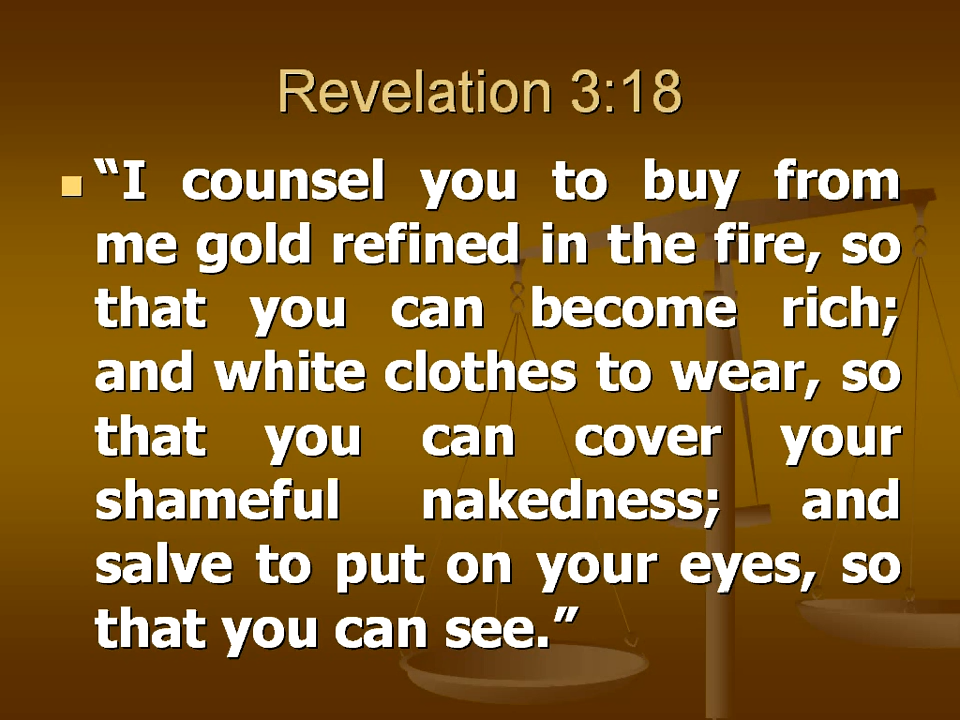 Revelation 3:18
“I counsel you to buy from
me gold refined in the fire, so
that you can become rich;
and white clothes to wear, so
that you can cover your
shameful nakedness; and
salve to put on your eyes, so
that you can see.”